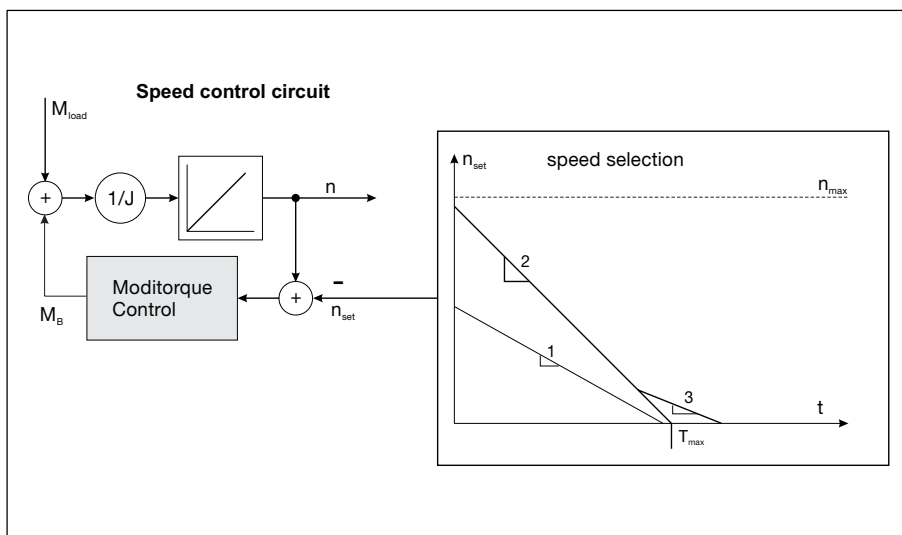 Speed control circuit
M_load
+
1/J
n
Moditorque
Control
M_B
+
–
n_set
n_set
speed selection
n_max
2
1
3
t
T_max